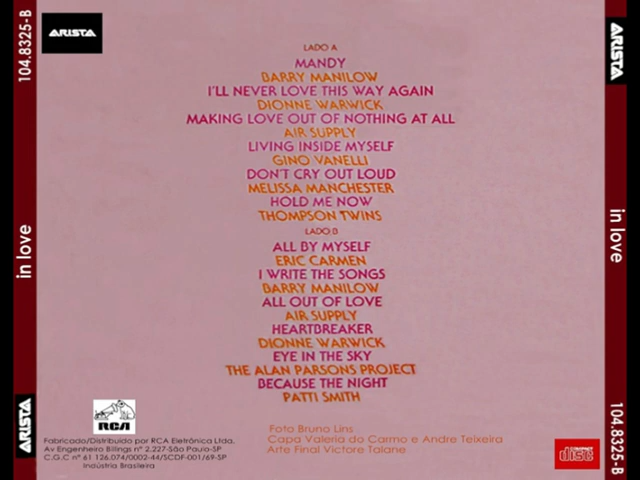 104.8325-B
ARISTA
in love
ARISTA
LADO A
MANDY
BARRY MANILOW
I'LL NEVER LOVE THIS WAY AGAIN
DIONNE WARWICK
MAKING LOVE OUT OF NOTHING AT ALL
AIR SUPPLY
LIVING INSIDE MYSELF
GINO VANELLI
DON'T CRY OUT LOUD
MELISSA MANCHESTER
HOLD ME NOW
THOMPSON TWINS
LADO B
ALL BY MYSELF
ERIC CARMEN
I WRITE THE SONGS
BARRY MANILOW
ALL OUT OF LOVE
AIR SUPPLY
HEARTBREAKER
DIONNE WARWICK
EYE IN THE SKY
THE ALAN PARSONS PROJECT
BECAUSE THE NIGHT
PATTI SMITH
RCA
Fabricado/Distribuido por RCA Eletrônica Ltda,
Av Engenheiro Bilings nº 2,227-São Paulo-SP
C,G,C nº 61 126.074/0002-44/SCDF-001/69-SP
Indústria Brasileira
Foto Bruno Lins
Capa Valeria do Carmo e Andre Teixeira
Arte Final Victore Talane
COMPACT
disc
ARISTA
in love
104.8325-B
ARISTA